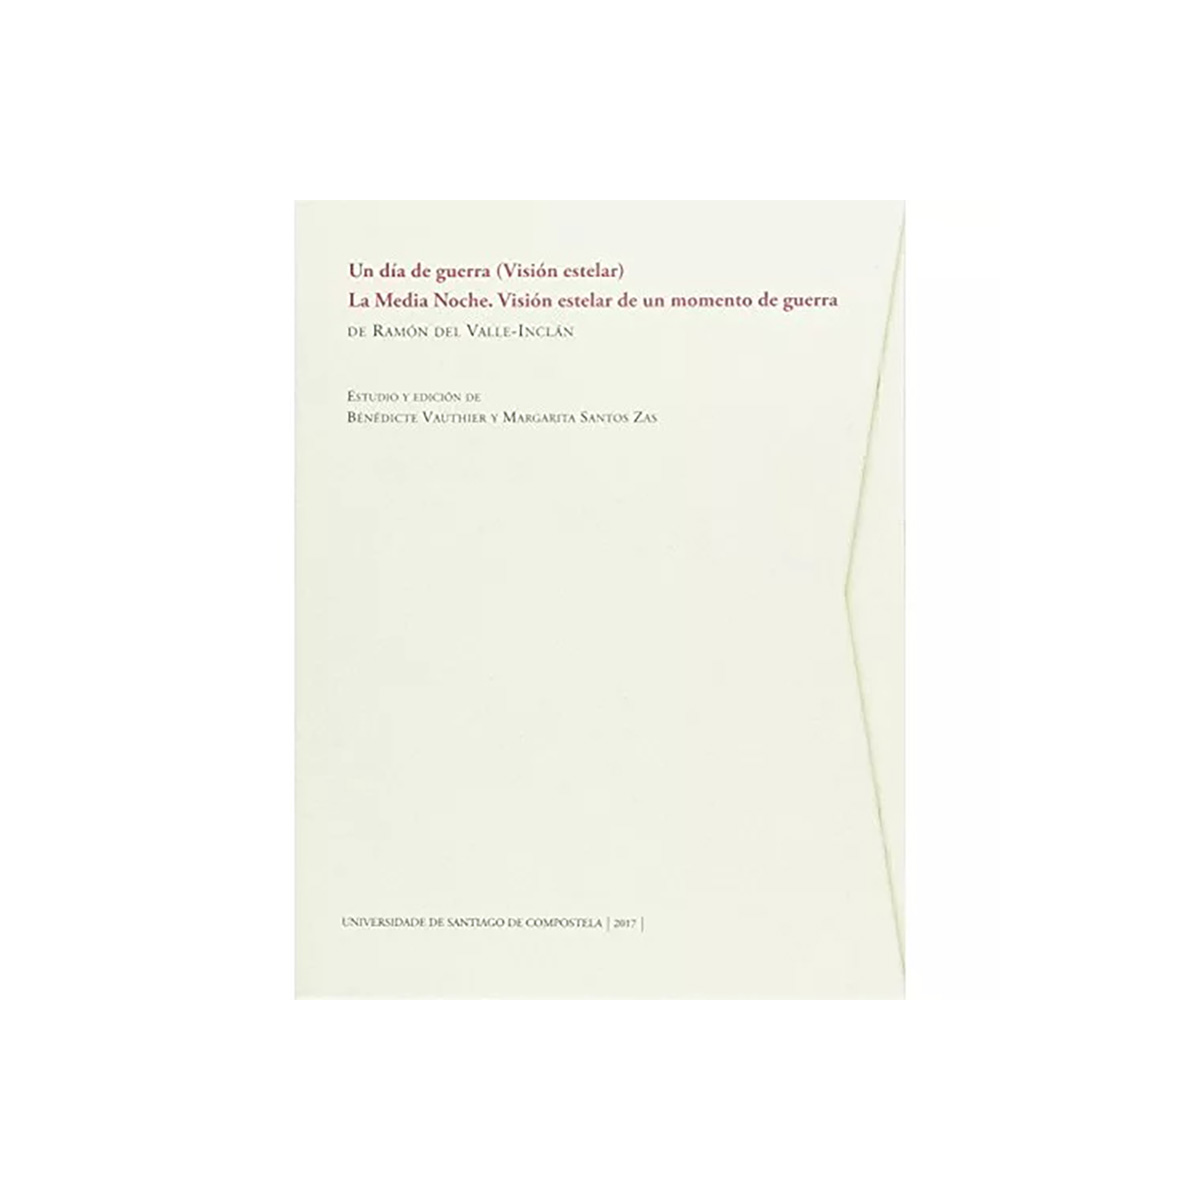 Un día de guerra (Visión estelar)
La Media Noche. Visión estelar de un momento de guerra
DE RAMÓN DEL VALLE-INCLÁN
ESTUDIO Y EDICIÓN DE
BÉNÉDICTE VAUTHIER Y MARGARITA SANTOS ZAS
UNIVERSIDADE DE SANTIAGO DE COMPOSTELA | 2017 |